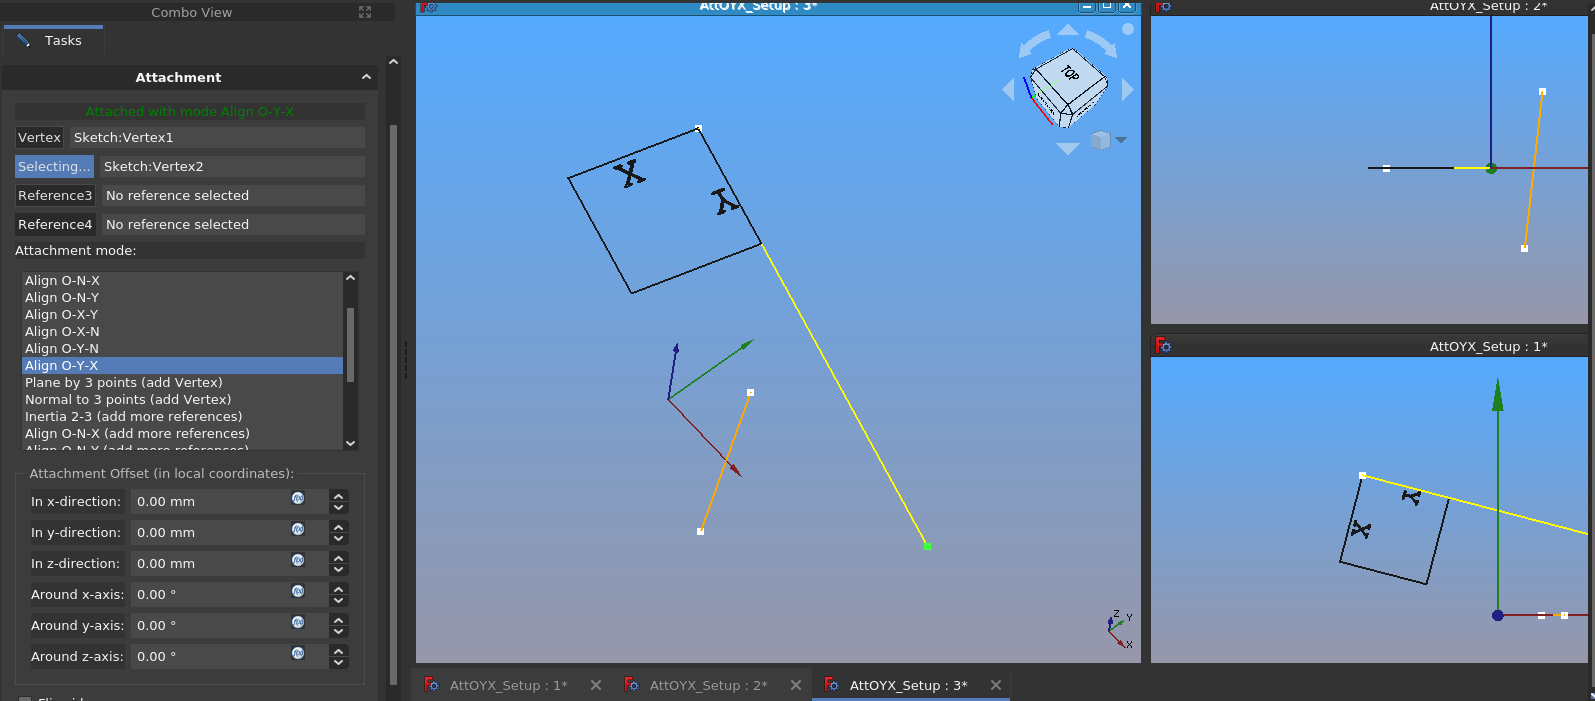 Combo View
Tasks
Attachment
Attached with mode Align O-Y-X
Vertex Sketch:Vertex1
Selecting... Sketch:Vertex2
Reference3 No reference selected
Reference4 No reference selected
Attachment mode:
Align O-N-X
Align O-N-Y
Align O-X-Y
Align O-X-N
Align O-Y-N
Align O-Y-X
Plane by 3 points (add Vertex)
Normal to 3 points (add Vertex)
Inertia 2-3 (add more references)
Align O-N-X (add more references)
Align O-N-Y (add more references)
Attachment Offset (in local coordinates):
In x-direction: 0.00 mm
In y-direction: 0.00 mm
In z-direction: 0.00 mm
Around x-axis: 0.00 °
Around y-axis: 0.00 °
Around z-axis: 0.00 °
AttOYX_Setup : 3*
TOP
X
Y
Z
Y
X
AttOYX_Setup : 2*
AttOYX_Setup : 1*
Y
X
AttOYX_Setup : 1*
AttOYX_Setup : 2*
AttOYX_Setup : 3*